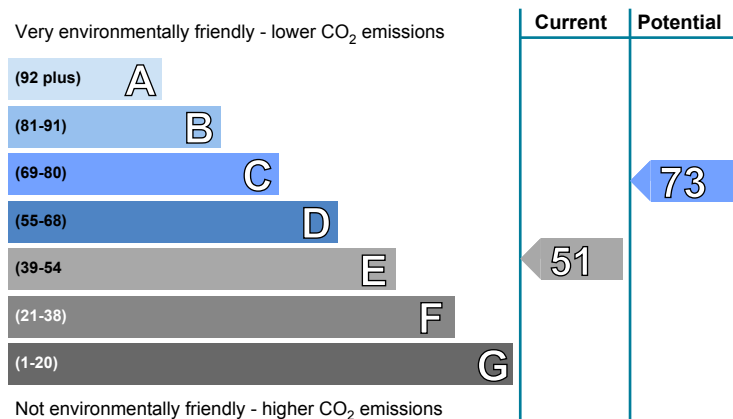 Current Potential
Very environmentally friendly - lower CO₂ emissions
(92 plus) A
(81-91) B
(69-80) C
73
(55-68) D
(39-54 E
51
(21-38) F
(1-20) G
Not environmentally friendly - higher CO₂ emissions